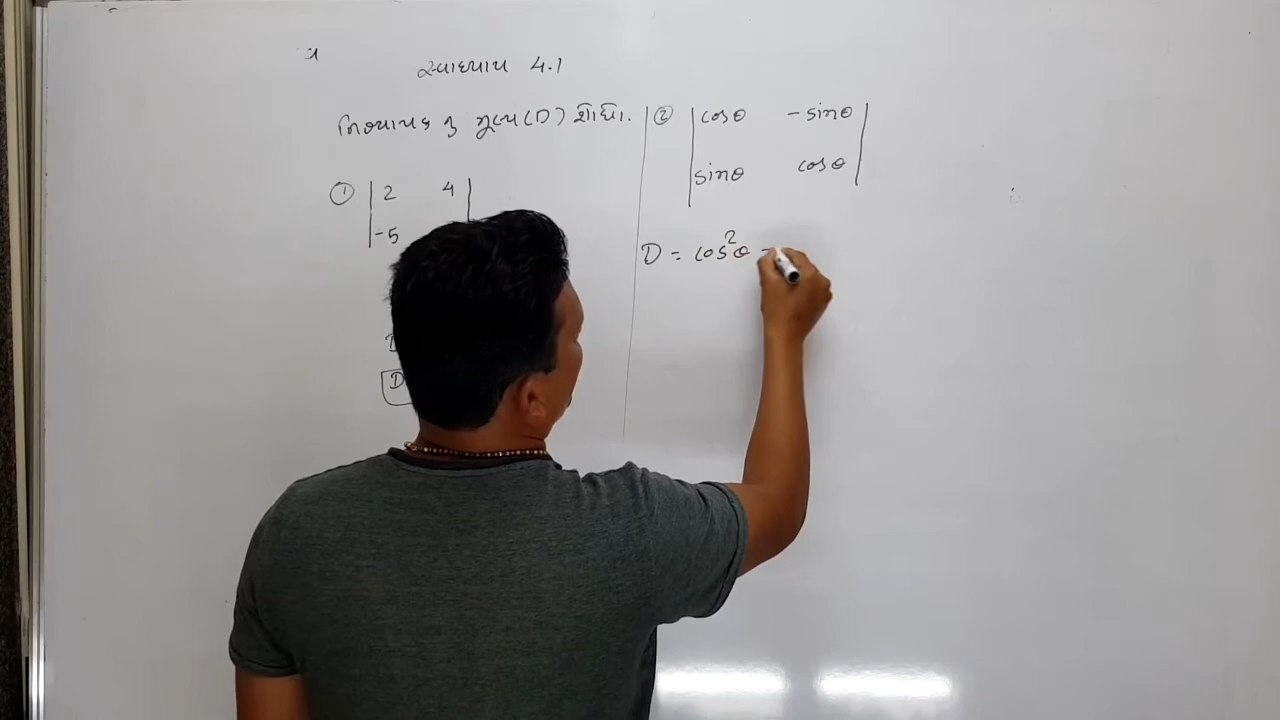 સ્વાધ્યાય 4.1
નિશ્ચાયક નું મૂલ્ય (D) શોધો.
① | 2 4 |
| -5
D
② | cosθ - sinθ |
| sinθ cosθ |
D = cos²θ -